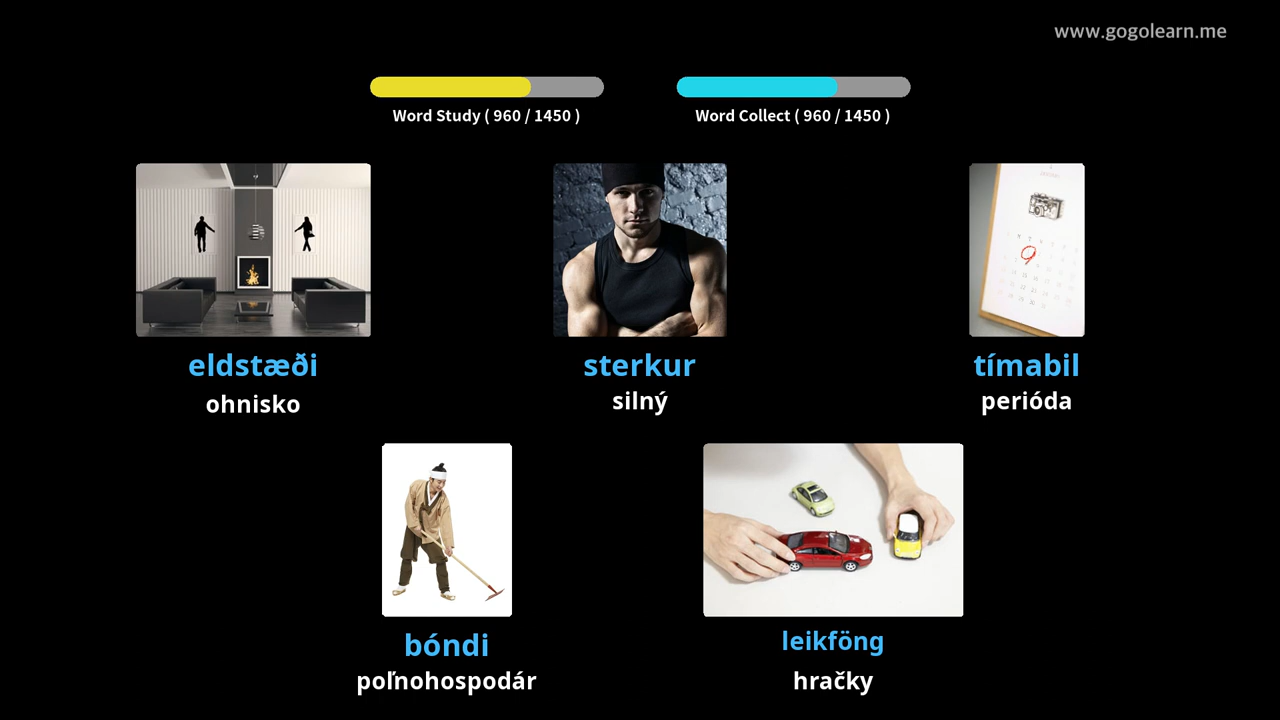 www.gogolearn.me
Word Study ( 960 / 1450 )
Word Collect ( 960 / 1450 )
eldstæði
ohnisko
sterkur
silný
tímabil
perióda
bóndi
poľnohospodár
leikföng
hračky